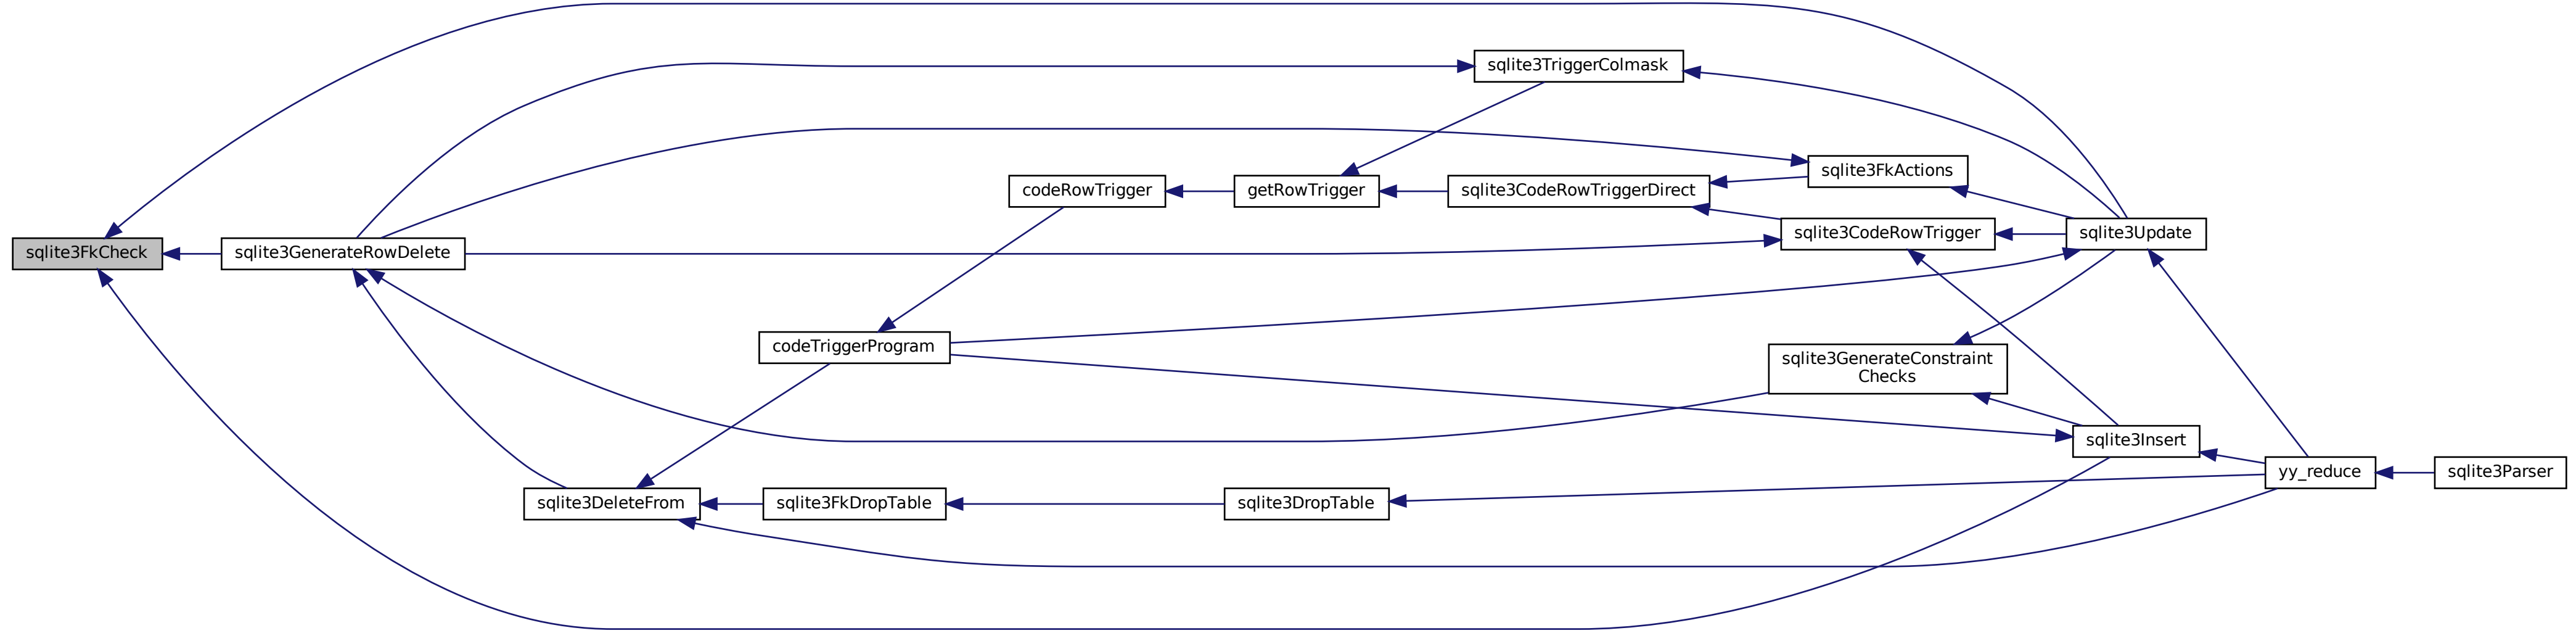 sqlite3TriggerColmask
sqlite3FkActions
codeRowTrigger
getRowTrigger
sqlite3CodeRowTriggerDirect
sqlite3CodeRowTrigger
sqlite3Update
sqlite3FkCheck
sqlite3GenerateRowDelete
codeTriggerProgram
sqlite3GenerateConstraint
Checks
sqlite3Insert
yy_reduce
sqlite3Parser
sqlite3DeleteFrom
sqlite3FkDropTable
sqlite3DropTable